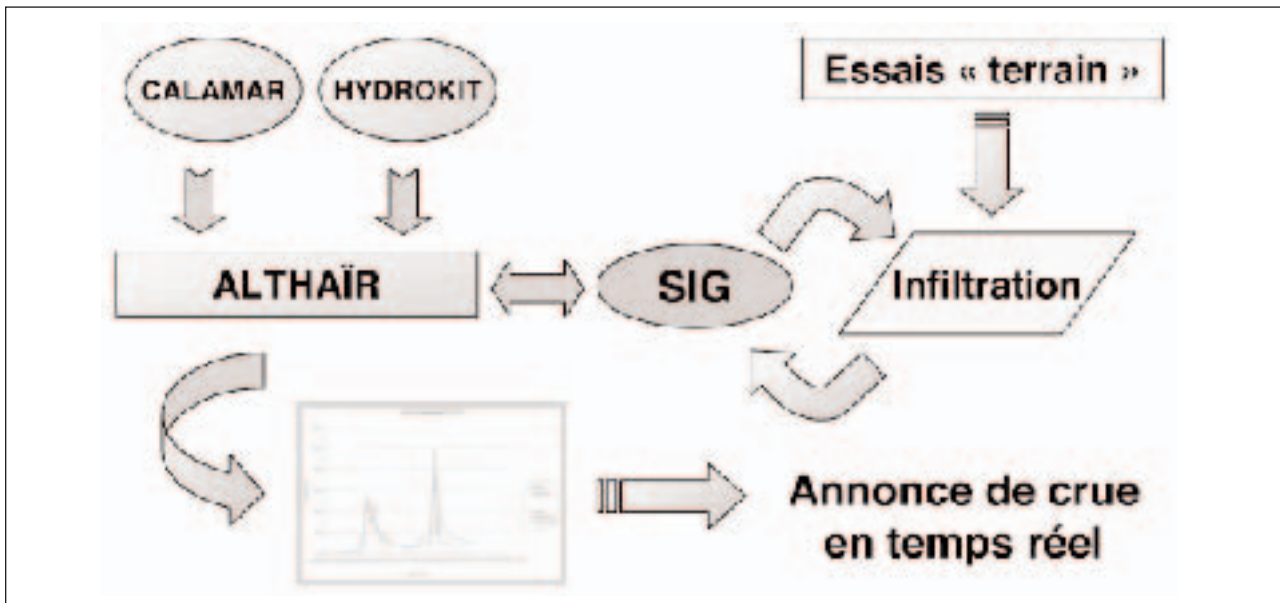 CALAMAR
HYDROKIT
Essais « terrain »
ALTHAÏR
SIG
Infiltration
Annonce de crue
en temps réel